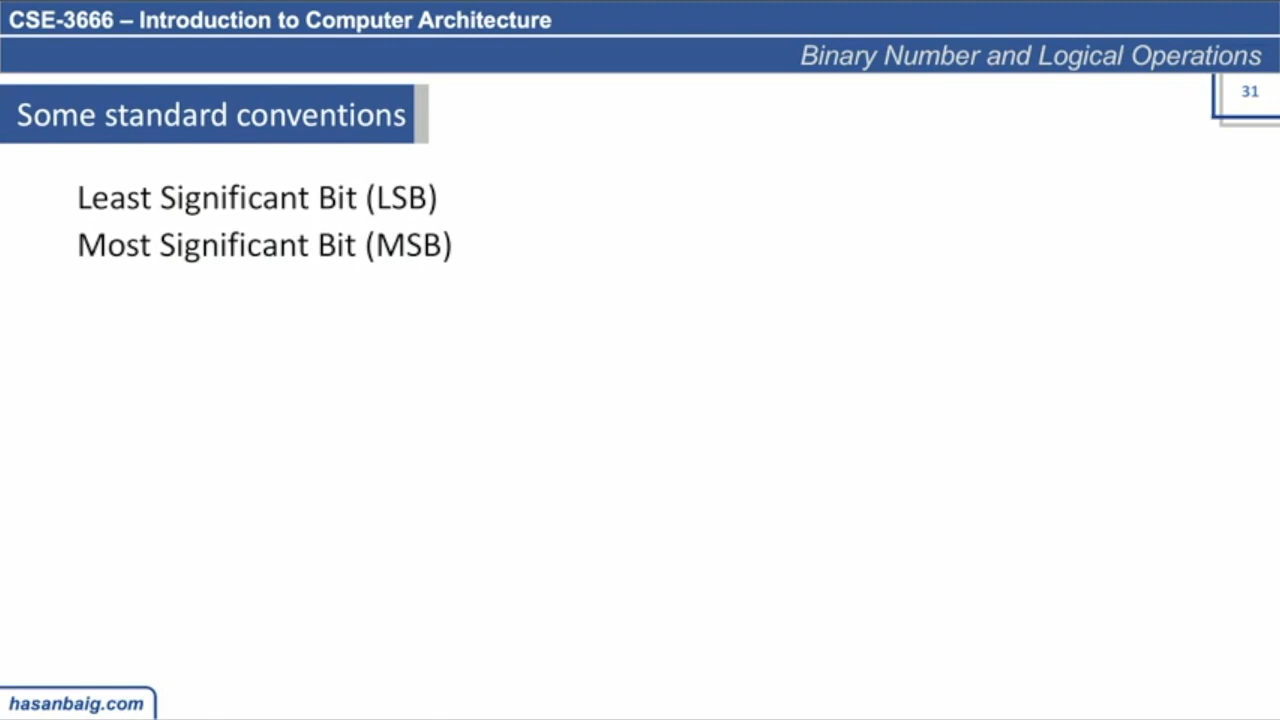 CSE-3666 – Introduction to Computer Architecture
Binary Number and Logical Operations
31
Some standard conventions
Least Significant Bit (LSB)
Most Significant Bit (MSB)
hasanbaig.com